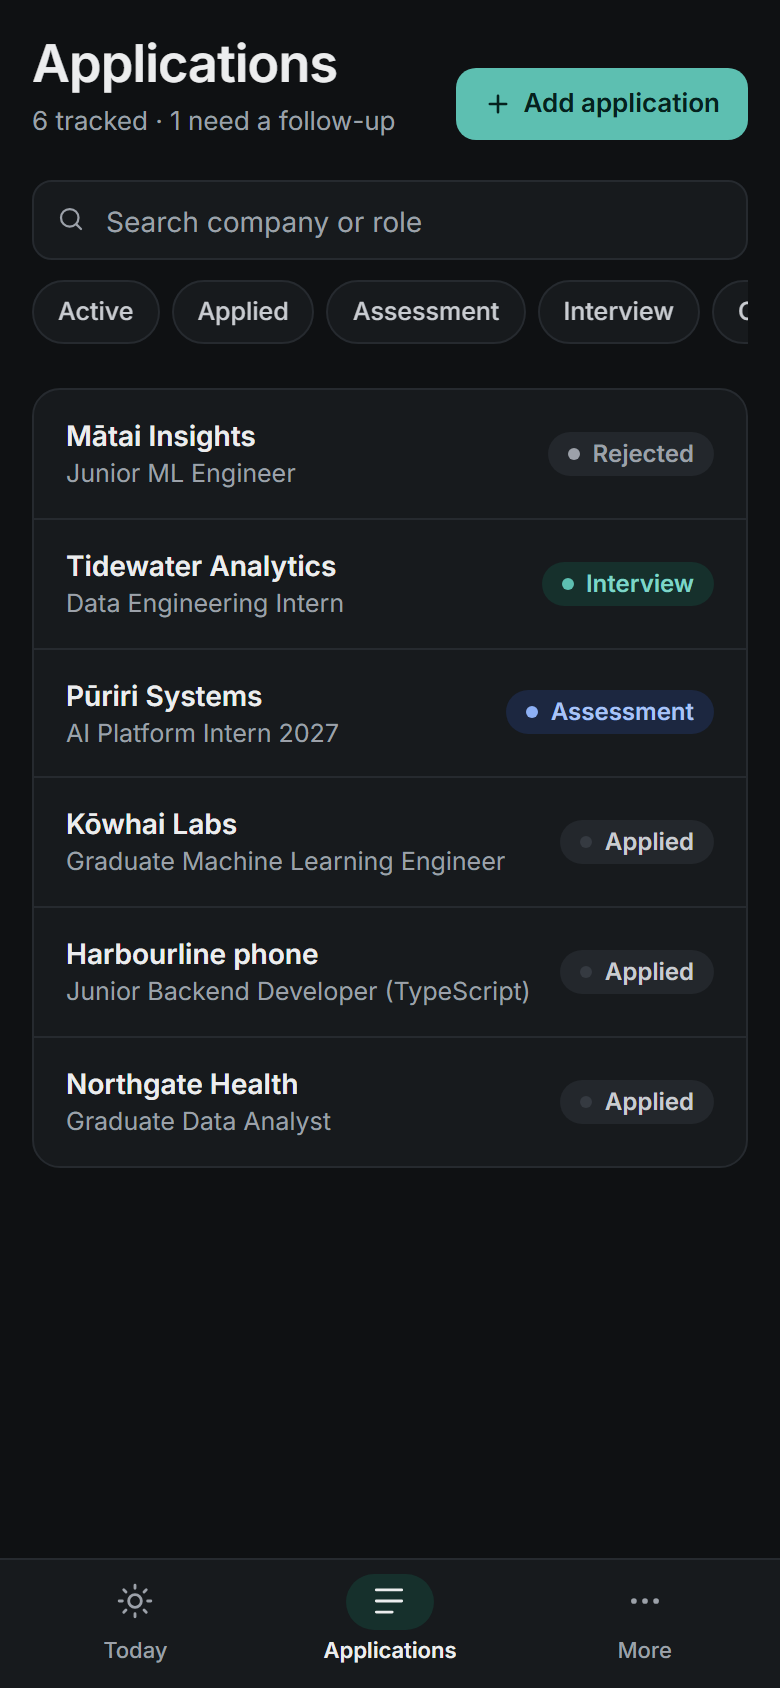 Applications
6 tracked · 1 need a follow-up
Add application
Search company or role
Active
Applied
Assessment
Interview
Mātai Insights
Junior ML Engineer
Rejected
Tidewater Analytics
Data Engineering Intern
Interview
Pūriri Systems
AI Platform Intern 2027
Assessment
Kōwhai Labs
Graduate Machine Learning Engineer
Applied
Harbourline phone
Junior Backend Developer (TypeScript)
Applied
Northgate Health
Graduate Data Analyst
Applied
Today
Applications
More